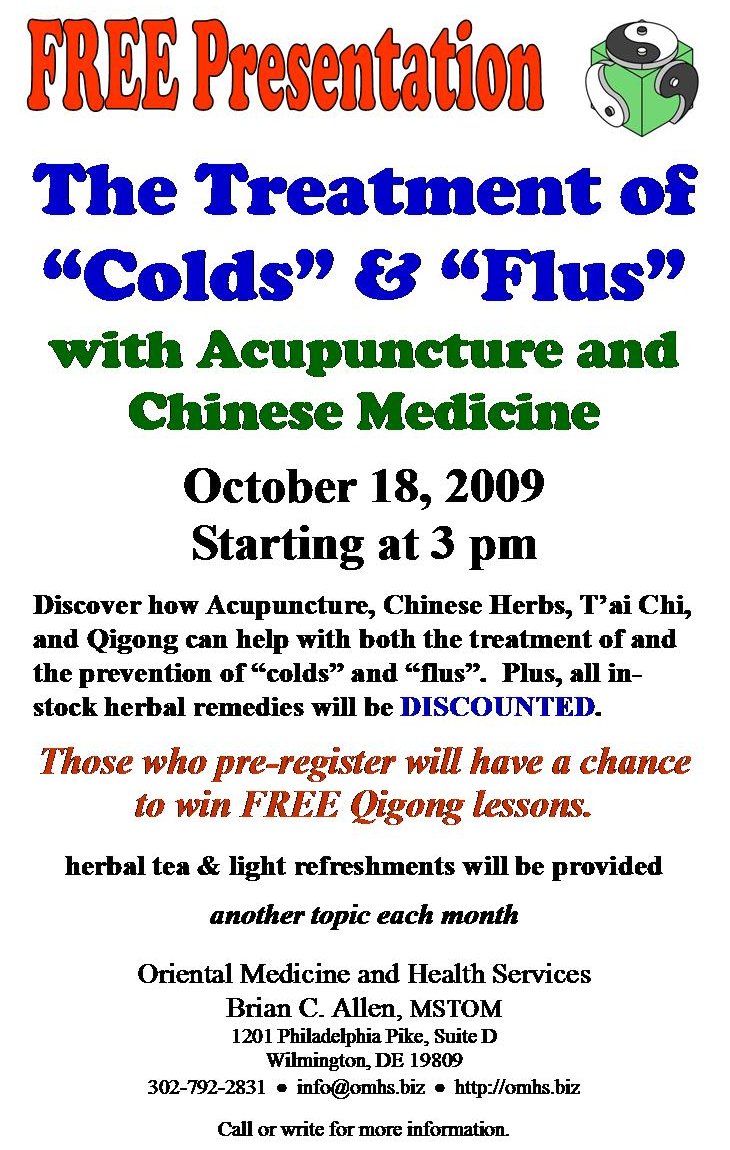 FREE Presentation
The Treatment of
“Colds” & “Flus”
with Acupuncture and
Chinese Medicine
October 18, 2009
Starting at 3 pm
Discover how Acupuncture, Chinese Herbs, T’ai Chi,
and Qigong can help with both the treatment of and
the prevention of “colds” and “flus”.  Plus, all in-
stock herbal remedies will be DISCOUNTED.
Those who pre-register will have a chance
to win FREE Qigong lessons.
herbal tea & light refreshments will be provided
another topic each month
Oriental Medicine and Health Services
Brian C. Allen, MSTOM
1201 Philadelphia Pike, Suite D
Wilmington, DE 19809
302-792-2831 • info@omhs.biz • http://omhs.biz
Call or write for more information.